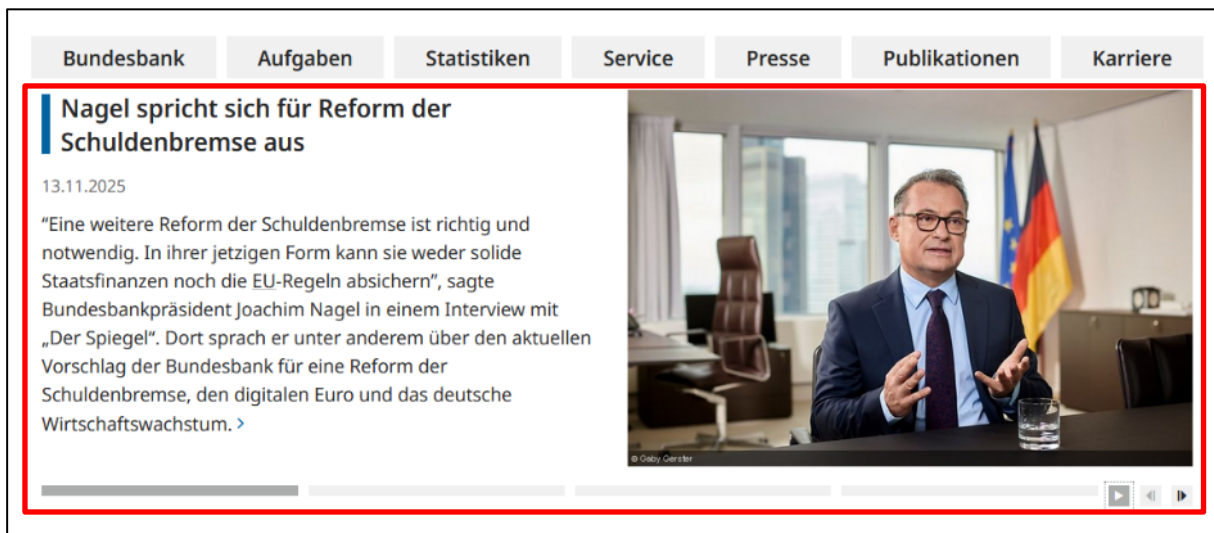 Bundesbank Aufgaben Statistiken Service Presse Publikationen Karriere
Nagel spricht sich für Reform der
Schuldenbremse aus
13.11.2025
“Eine weitere Reform der Schuldenbremse ist richtig und
notwendig. In ihrer jetzigen Form kann sie weder solide
Staatsfinanzen noch die EU-Regeln absichern”, sagte
Bundesbankpräsident Joachim Nagel in einem Interview mit
„Der Spiegel“. Dort sprach er unter anderem über den aktuellen
Vorschlag der Bundesbank für eine Reform der
Schuldenbremse, den digitalen Euro und das deutsche
Wirtschaftswachstum. >
© Gaby Gerster